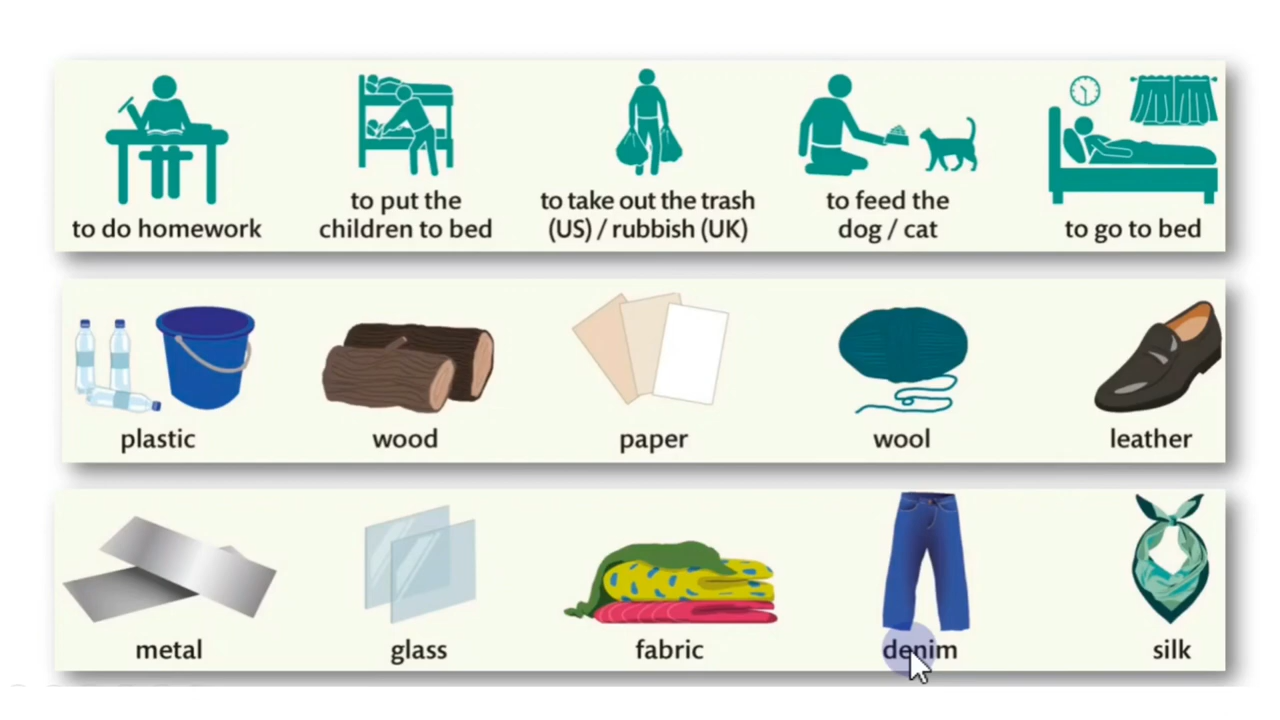 to do homework
to put the
children to bed
to take out the trash
(US) / rubbish (UK)
to feed the
dog / cat
to go to bed
plastic
wood
paper
wool
leather
metal
glass
fabric
denim
silk